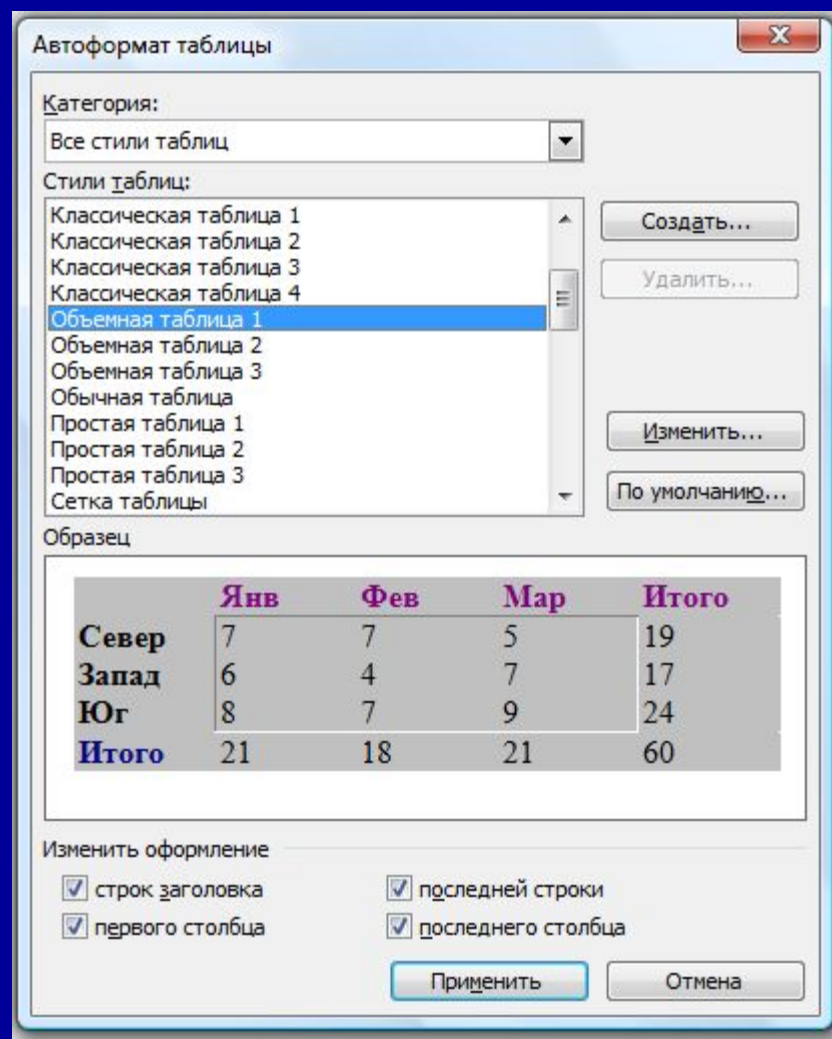 Автоформат таблицы
Категория:
Все стили таблиц
Стили таблиц:
Классическая таблица 1
Классическая таблица 2
Классическая таблица 3
Классическая таблица 4
Объемная таблица 1
Объемная таблица 2
Объемная таблица 3
Обычная таблица
Простая таблица 1
Простая таблица 2
Простая таблица 3
Сетка таблицы
Создать...
Удалить...
Изменить...
По умолчанию...
Образец
Янв Фев Мар Итого
Север 7 7 5 19
Запад 6 4 7 17
Юг 8 7 9 24
Итого 21 18 21 60
Изменить оформление
строк заголовка последней строки
первого столбца последнего столбца
Применить Отмена